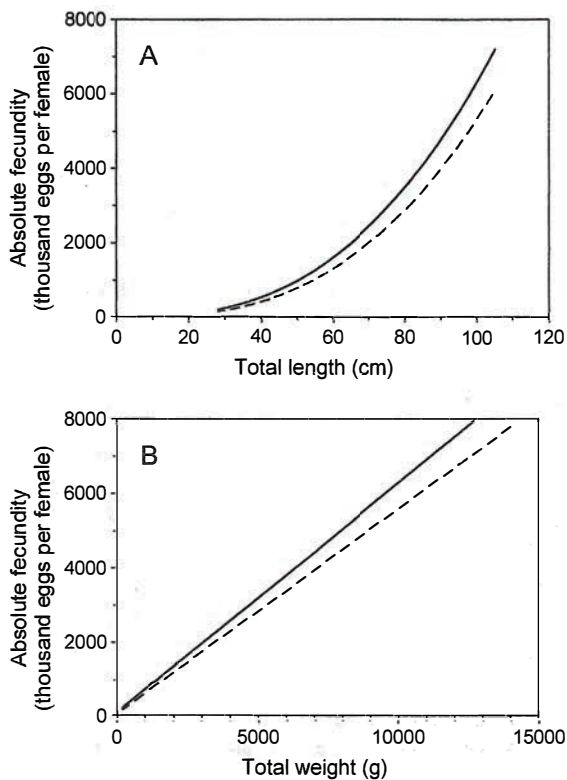 A
Absolute fecundity
(thousand eggs per female)
8000
6000
4000
2000
0
0 20 40 60 80 100 120
Total length (cm)
B
Absolute fecundity
(thousand eggs per female)
8000
6000
4000
2000
0
0 5000 10000 15000
Total weight (g)